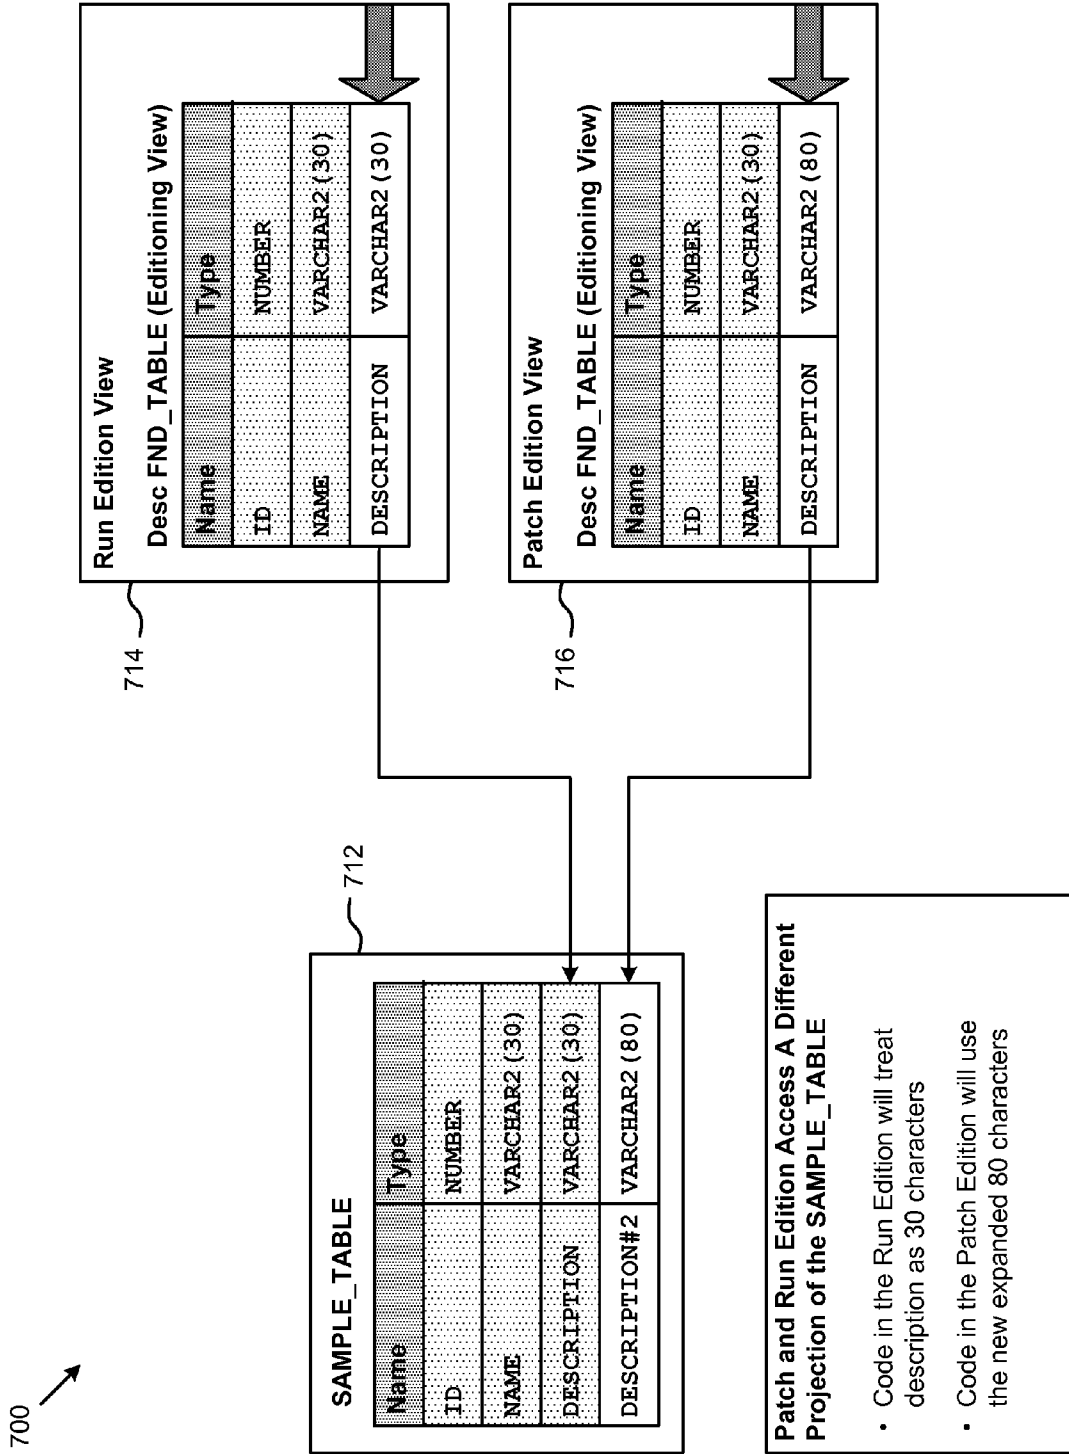 700
SAMPLE_TABLE
Name Type
ID NUMBER
NAME VARCHAR2 (30)
DESCRIPTION VARCHAR2 (30)
DESCRIPTION#2 VARCHAR2 (80)
712
Patch and Run Edition Access A Different
Projection of the SAMPLE_TABLE
• Code in the Run Edition will treat
description as 30 characters
• Code in the Patch Edition will use
the new expanded 80 characters
714
Run Edition View
Desc FND_TABLE (Editioning View)
Name Type
ID NUMBER
NAME VARCHAR2 (30)
DESCRIPTION VARCHAR2 (30)
716
Patch Edition View
Desc FND_TABLE (Editioning View)
Name Type
ID NUMBER
NAME VARCHAR2 (30)
DESCRIPTION VARCHAR2 (80)